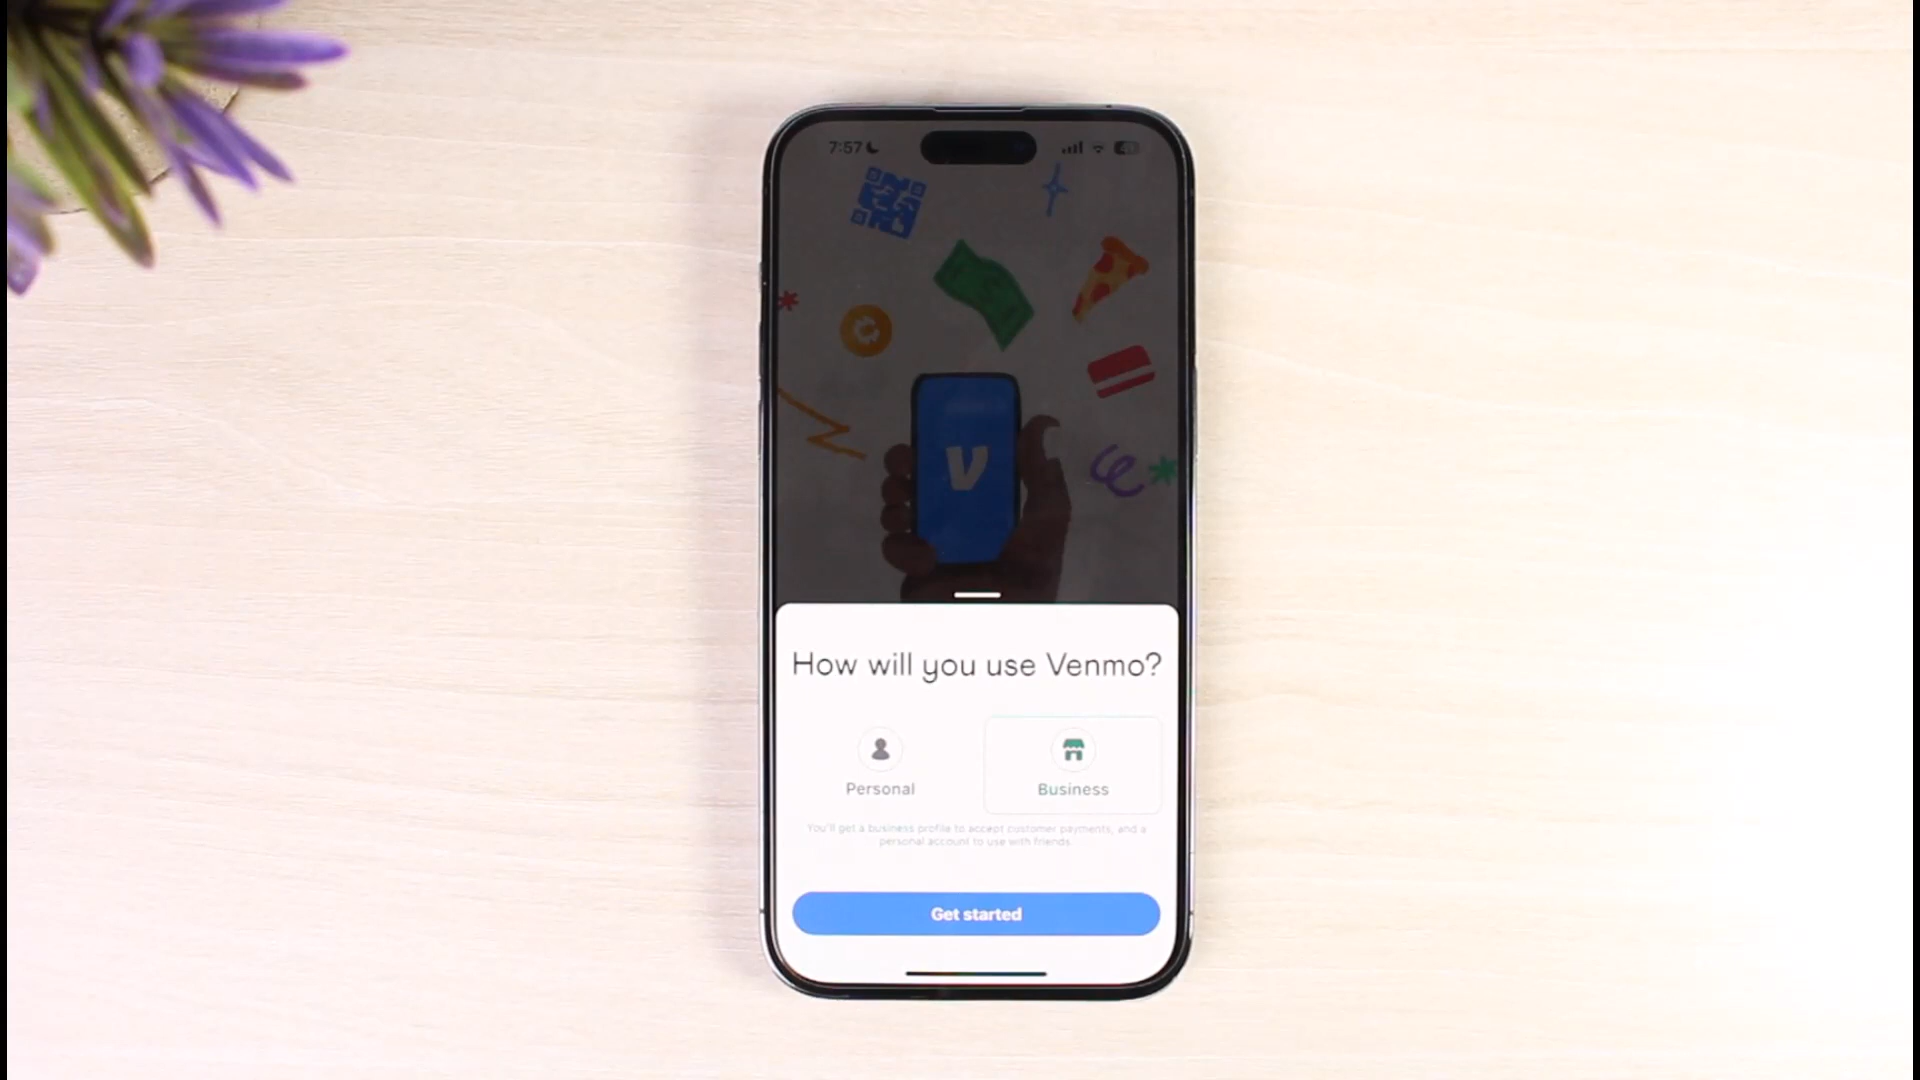 7:57
V
How will you use Venmo?
Personal
Business
You'll get a business profile to accept customer payments, and a
personal account to use with friends.
Get started